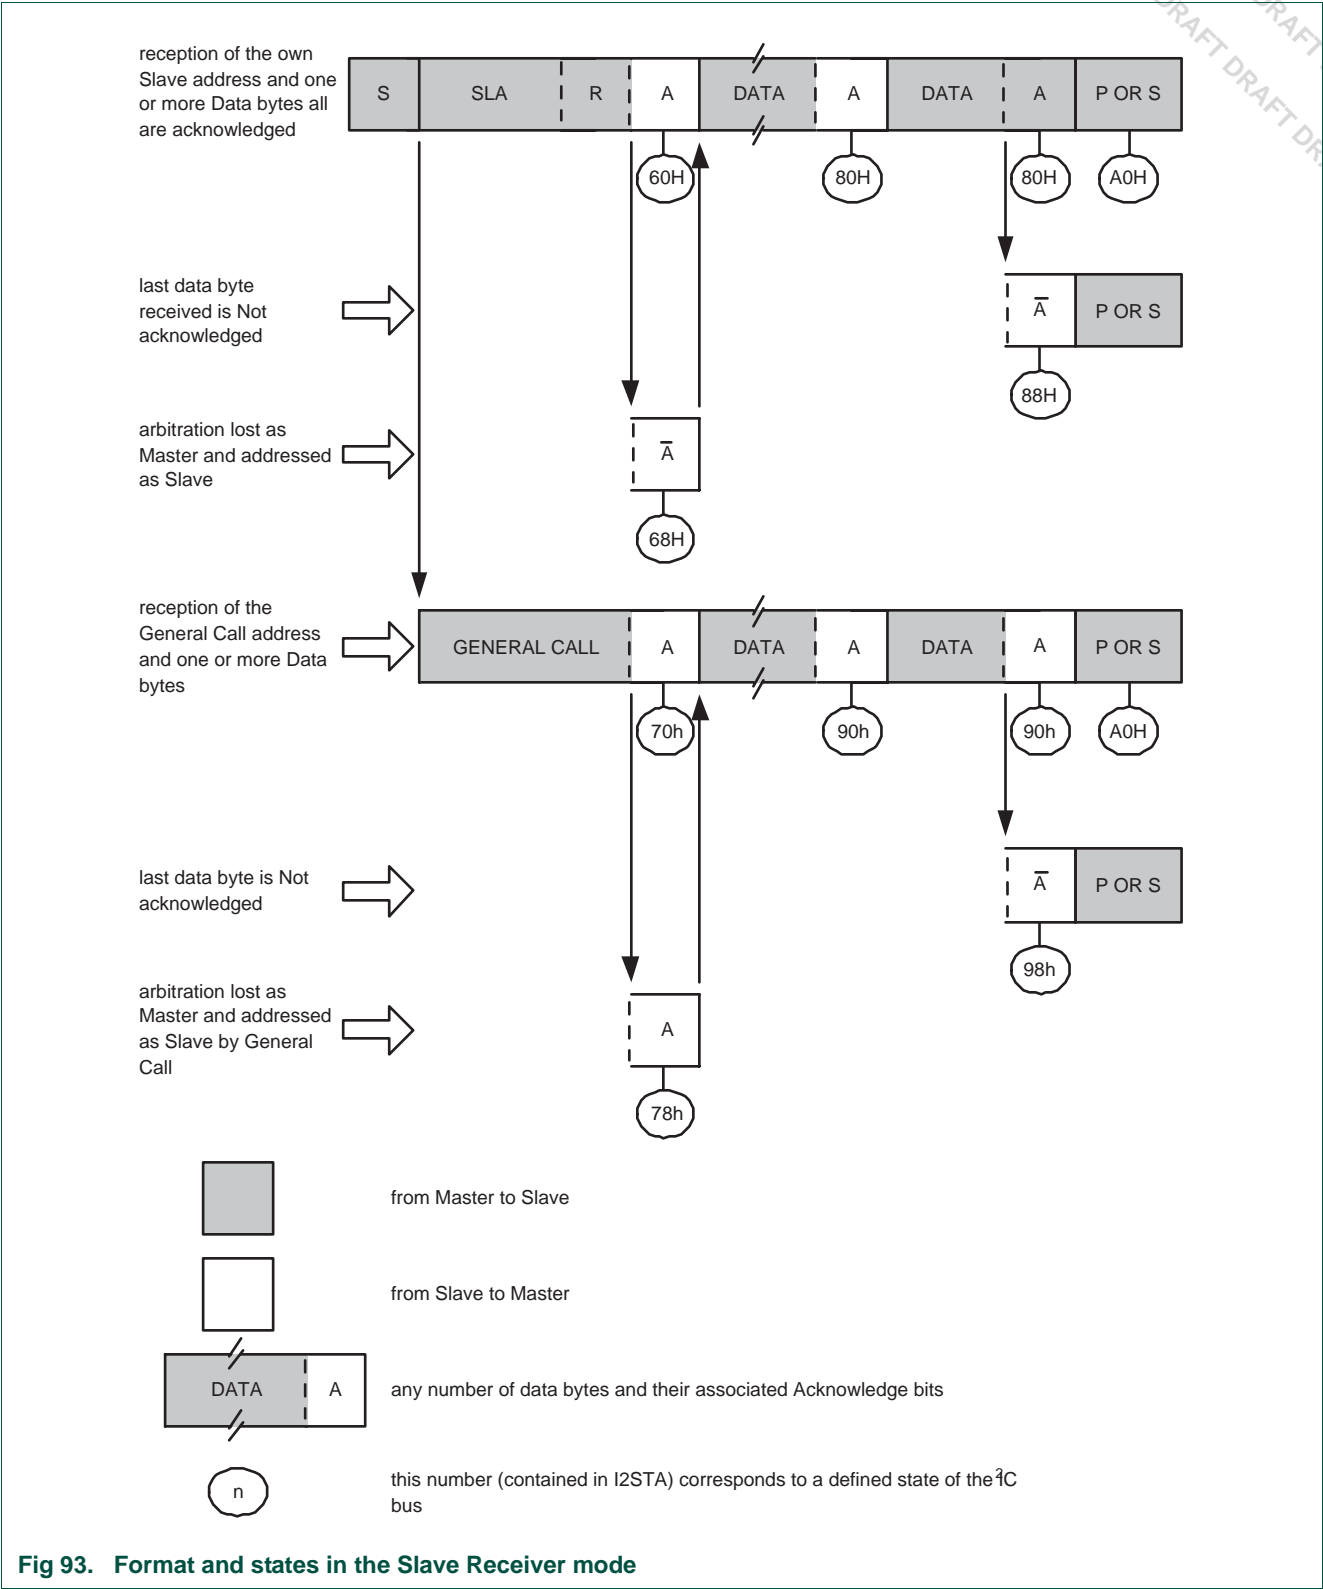 DRAFT DRAFT DR
DRAFT
reception of the own
Slave address and one
or more Data bytes all
are acknowledged
S SLA R A DATA A DATA A P OR S
60H 80H 80H A0H
last data byte
received is Not
acknowledged
A̅ P OR S
88H
arbitration lost as
Master and addressed
as Slave
A̅
68H
reception of the
General Call address
and one or more Data
bytes
GENERAL CALL A DATA A DATA A P OR S
70h 90h 90h A0H
last data byte is Not
acknowledged
A̅ P OR S
98h
arbitration lost as
Master and addressed
as Slave by General
Call
A
78h
from Master to Slave
from Slave to Master
DATA A any number of data bytes and their associated Acknowledge bits
n this number (contained in I2STA) corresponds to a defined state of the I²C
bus
Fig 93. Format and states in the Slave Receiver mode